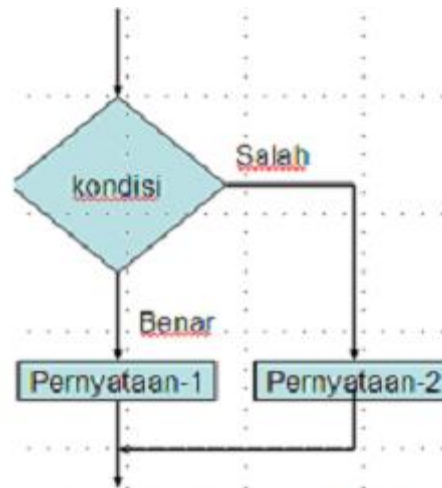 Salah
kondisi
Benar
Pernyataan-1
Pernyataan-2